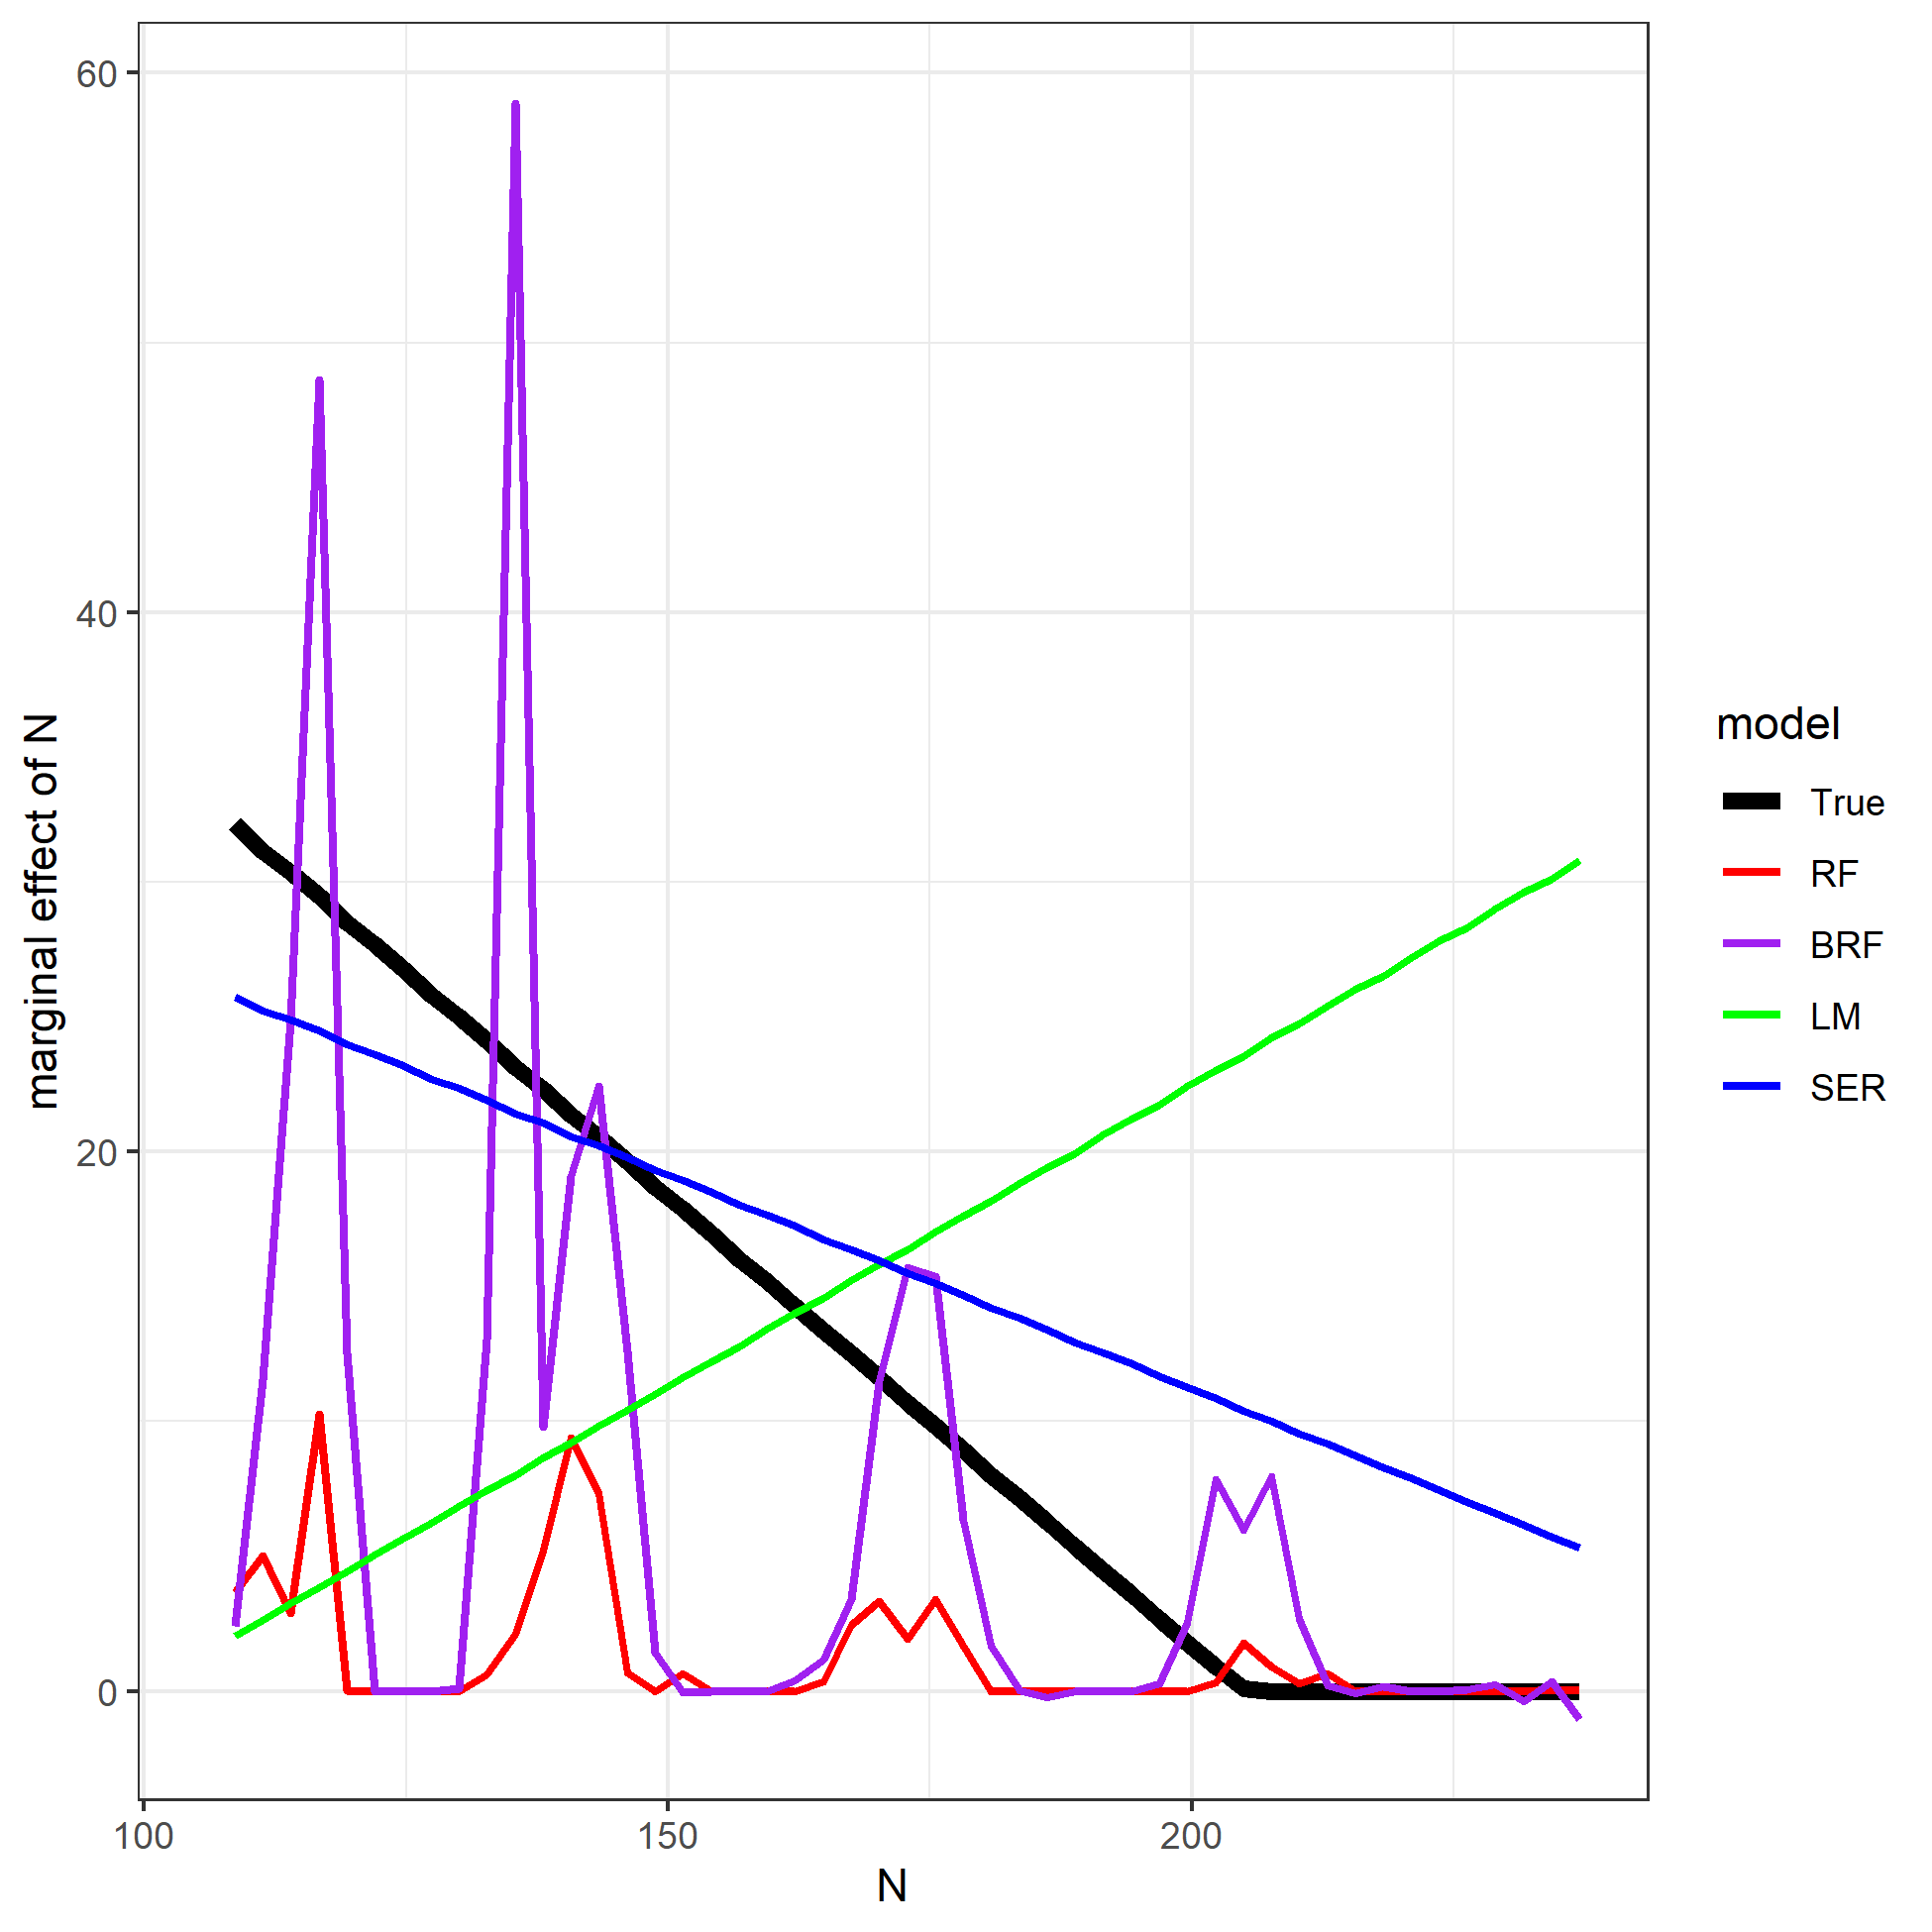 marginal effect of N
60
40
20
0
100
150
200
N
model
True
RF
BRF
LM
SER